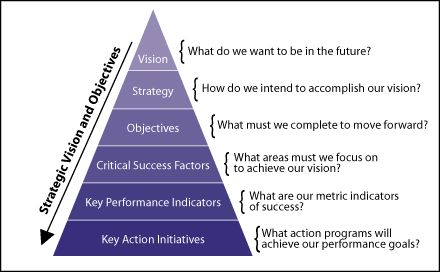 Strategic Vision and Objectives
Vision
What do we want to be in the future?
Strategy
How do we intend to accomplish our vision?
Objectives
What must we complete to move forward?
Critical Success Factors
What areas must we focus on
to achieve our vision?
Key Performance Indicators
What are our metric indicators
of success?
Key Action Initiatives
What action programs will
achieve our performance goals?